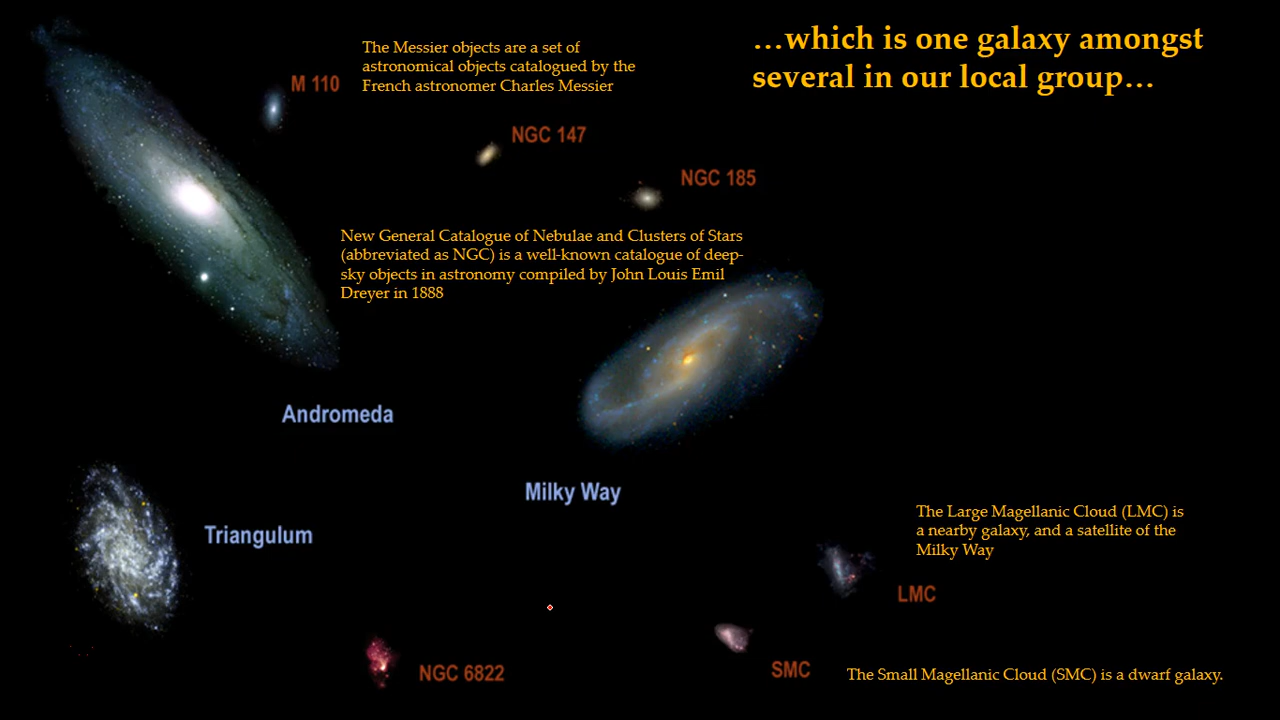 …which is one galaxy amongst
several in our local group…
The Messier objects are a set of
astronomical objects catalogued by the
French astronomer Charles Messier
M 110
NGC 147
NGC 185
New General Catalogue of Nebulae and Clusters of Stars
(abbreviated as NGC) is a well-known catalogue of deep-
sky objects in astronomy compiled by John Louis Emil
Dreyer in 1888
Andromeda
Milky Way
Triangulum
The Large Magellanic Cloud (LMC) is
a nearby galaxy, and a satellite of the
Milky Way
LMC
NGC 6822
SMC
The Small Magellanic Cloud (SMC) is a dwarf galaxy.